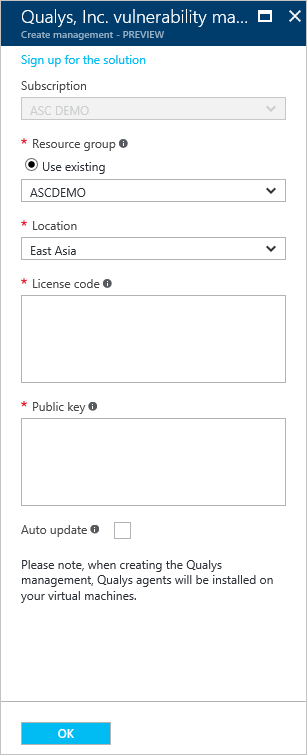 Qualys, Inc. vulnerability ma...
Create management - PREVIEW
Sign up for the solution
Subscription
ASC DEMO
* Resource group
Use existing
ASCDEMO
* Location
East Asia
* License code
* Public key
Auto update
Please note, when creating the Qualys
management, Qualys agents will be installed on
your virtual machines.
OK